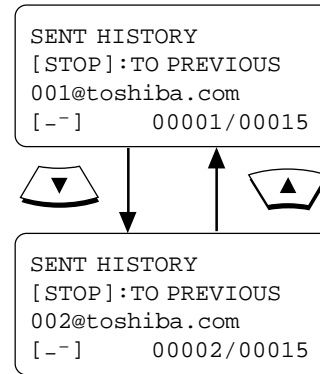 SENT HISTORY
[STOP]:TO PREVIOUS
001@toshiba.com
[–¯] 00001/00015
▼ ▲
SENT HISTORY
[STOP]:TO PREVIOUS
002@toshiba.com
[–¯] 00002/00015